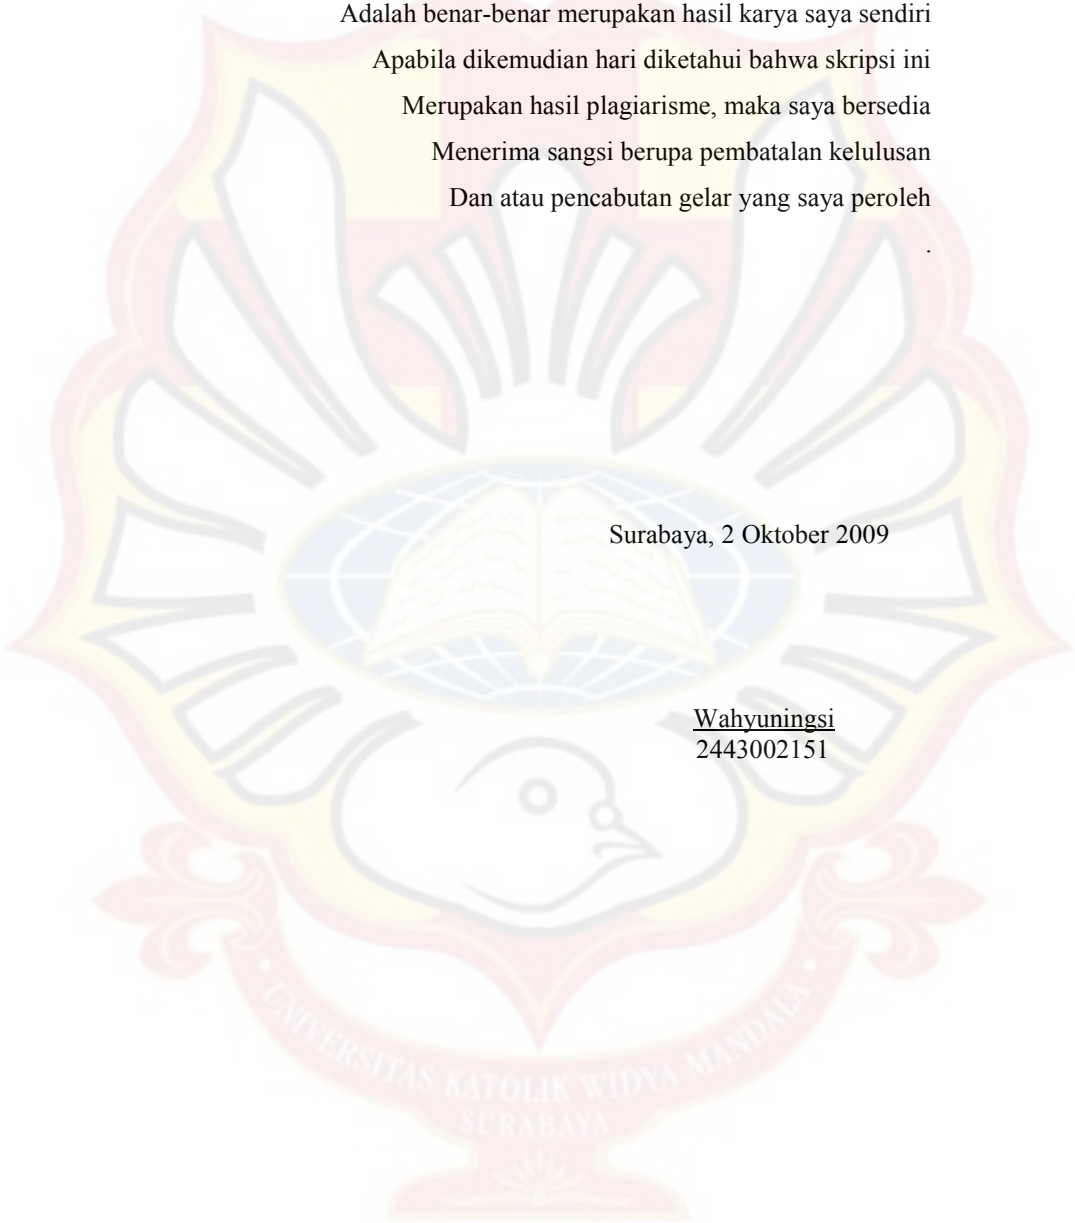 Adalah benar-benar merupakan hasil karya saya sendiri
Apabila dikemudian hari diketahui bahwa skripsi ini
Merupakan hasil plagiarisme, maka saya bersedia
Menerima sangsi berupa pembatalan kelulusan
Dan atau pencabutan gelar yang saya peroleh
.
Surabaya, 2 Oktober 2009
Wahyuningsi
2443002151
UNIVERSITAS KATOLIK WIDYA MANDALA
SURABAYA